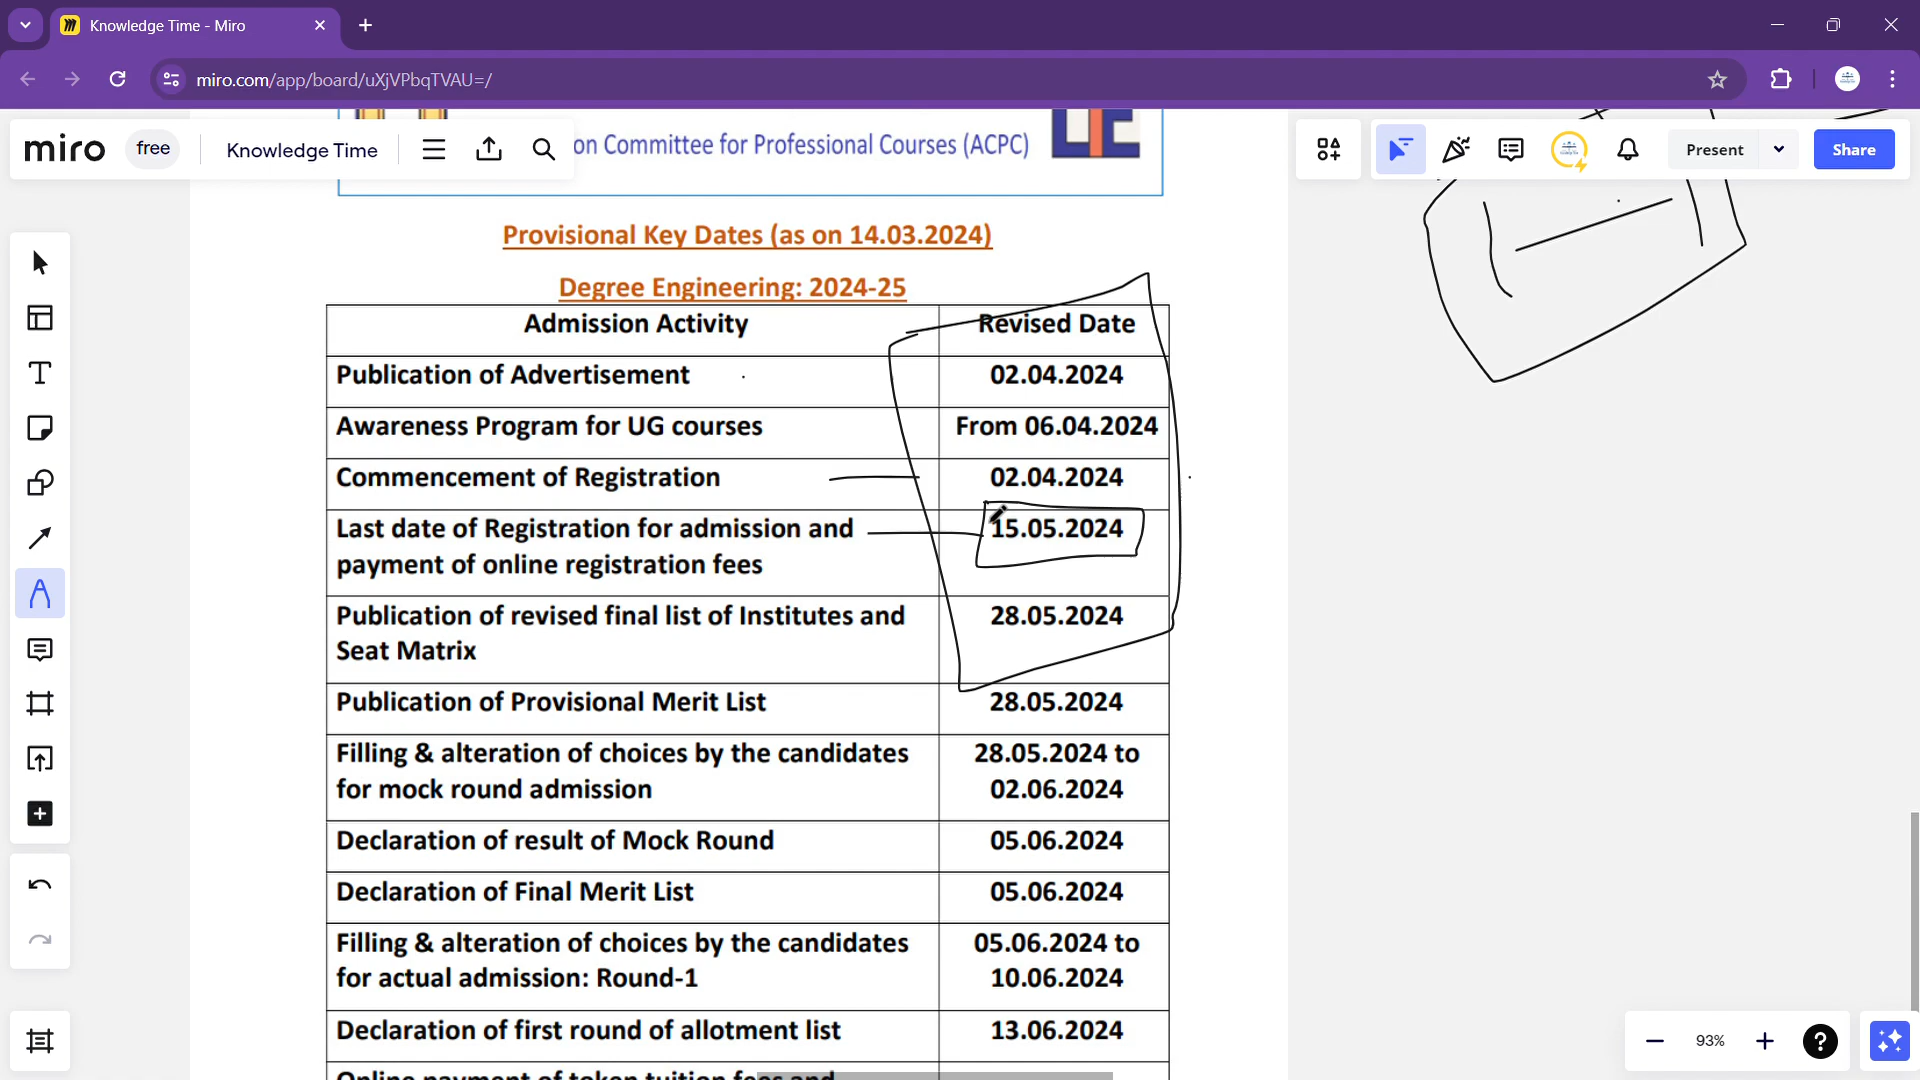 Knowledge Time - Miro
miro.com/app/board/uXjVPbqTVAU=/
miro
free
Knowledge Time
on Committee for Professional Courses (ACPC)
Present
Share
Provisional Key Dates (as on 14.03.2024)
Degree Engineering: 2024-25
Admission Activity Revised Date
Publication of Advertisement 02.04.2024
Awareness Program for UG courses From 06.04.2024
Commencement of Registration 02.04.2024
Last date of Registration for admission and 15.05.2024
payment of online registration fees
Publication of revised final list of Institutes and 28.05.2024
Seat Matrix
Publication of Provisional Merit List 28.05.2024
Filling & alteration of choices by the candidates 28.05.2024 to
for mock round admission 02.06.2024
Declaration of result of Mock Round 05.06.2024
Declaration of Final Merit List 05.06.2024
Filling & alteration of choices by the candidates 05.06.2024 to
for actual admission: Round-1 10.06.2024
Declaration of first round of allotment list 13.06.2024
Online payment of token tuition fees and
93%